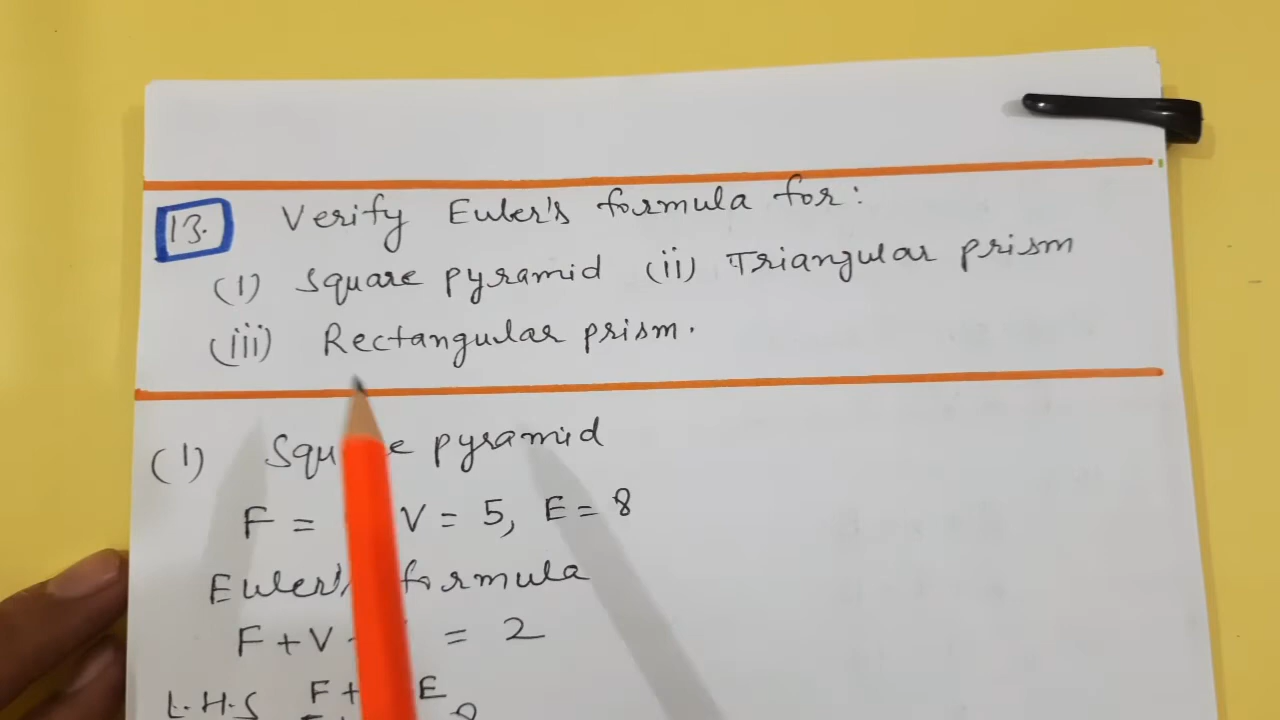 13. Verify Euler's formula for:
(i) Square pyramid (ii) Triangular prism
(iii) Rectangular prism.
(i) Square pyramid
F = V = 5, E = 8
Euler's formula
F + V = 2
L.H.S F + E